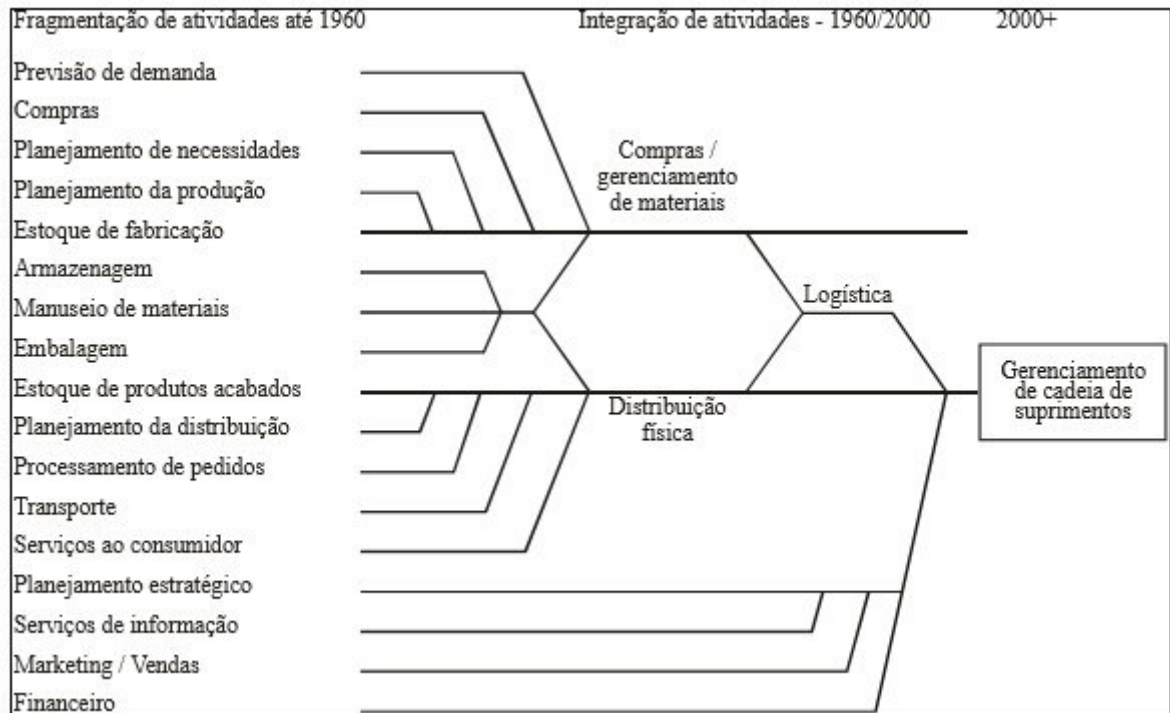 Fragmentação de atividades até 1960
Integração de atividades - 1960/2000
2000+
Previsão de demanda
Compras
Planejamento de necessidades
Planejamento da produção
Estoque de fabricação
Armazenagem
Manuseio de materiais
Embalagem
Estoque de produtos acabados
Planejamento da distribuição
Processamento de pedidos
Transporte
Serviços ao consumidor
Planejamento estratégico
Serviços de informação
Marketing / Vendas
Financeiro
Compras /
gerenciamento
de materiais
Distribuição
física
Logística
Gerenciamento
de cadeia de
suprimentos